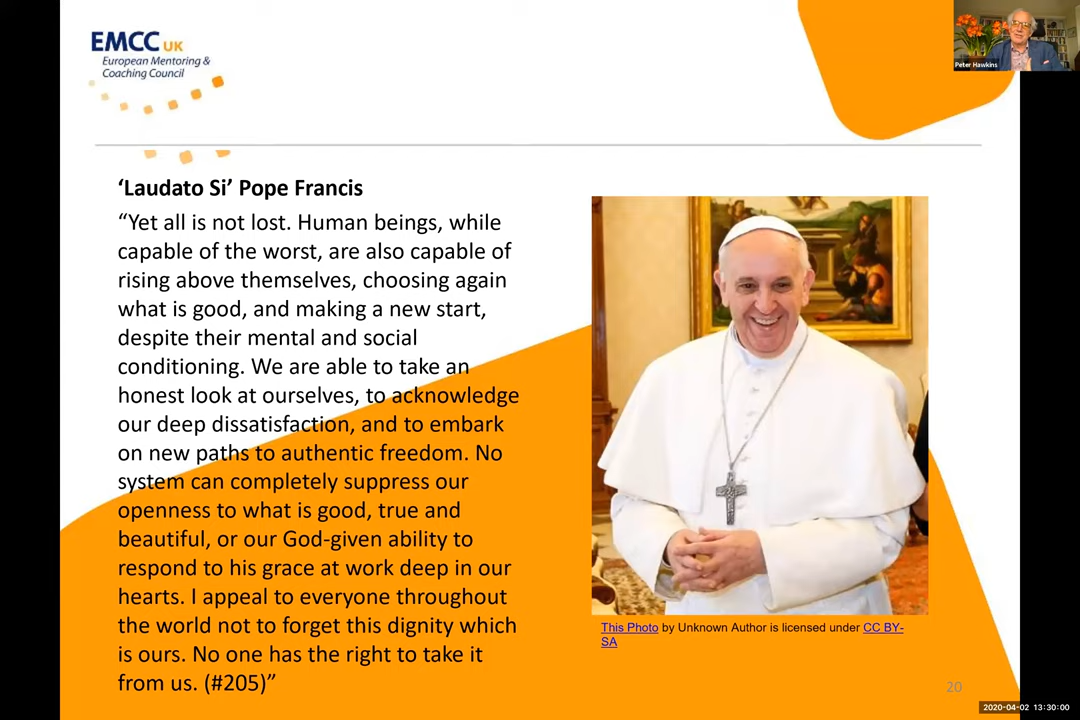 EMCC UK
European Mentoring &
Coaching Council
Peter Hawkins
‘Laudato Si’ Pope Francis
“Yet all is not lost. Human beings, while
capable of the worst, are also capable of
rising above themselves, choosing again
what is good, and making a new start,
despite their mental and social
conditioning. We are able to take an
honest look at ourselves, to acknowledge
our deep dissatisfaction, and to embark
on new paths to authentic freedom. No
system can completely suppress our
openness to what is good, true and
beautiful, or our God-given ability to
respond to his grace at work deep in our
hearts. I appeal to everyone throughout
the world not to forget this dignity which
is ours. No one has the right to take it
from us. (#205)”
This Photo by Unknown Author is licensed under CC BY-
SA
20
2020-04-02 13:30:00